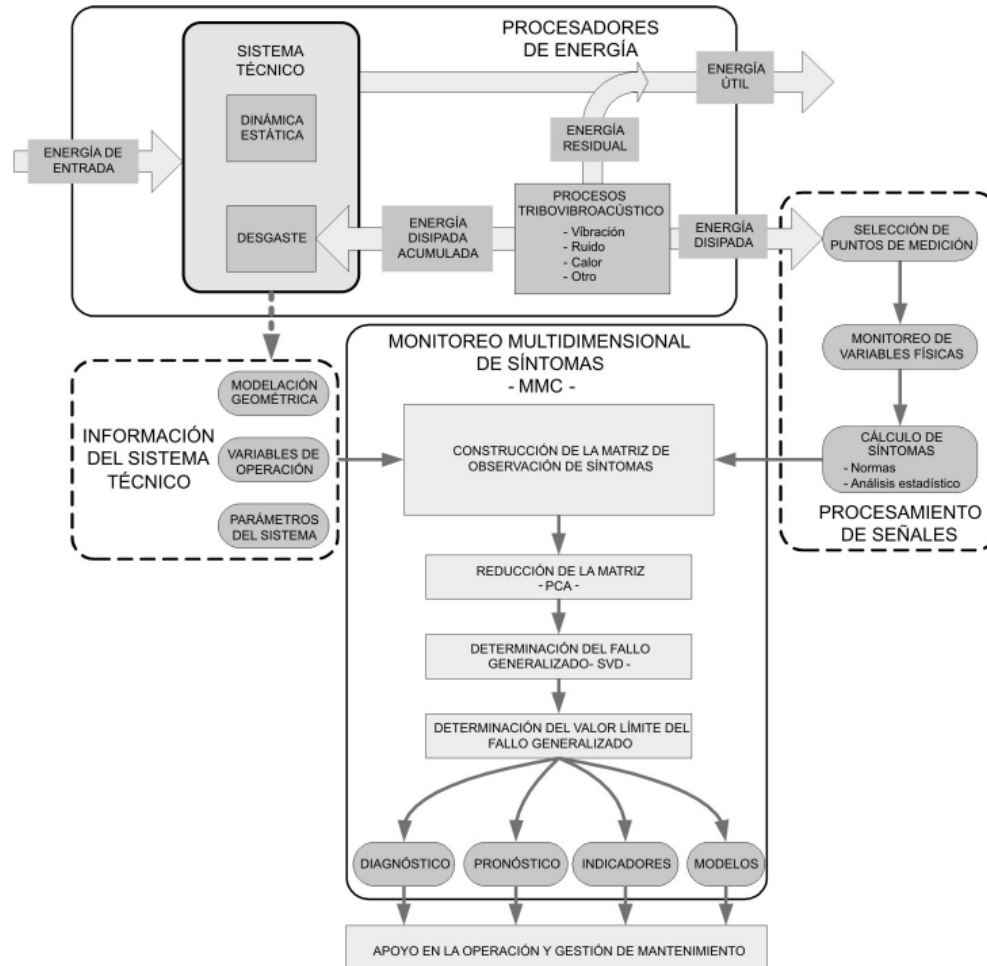 PROCESADORES
DE ENERGÍA
SISTEMA
TÉCNICO
DINÁMICA
ESTÁTICA
ENERGÍA DE
ENTRADA
ENERGÍA
ÚTIL
ENERGÍA
RESIDUAL
PROCESOS
TRIBOVIBROACÚSTICO
- Víbración
- Ruido
- Calor
- Otro
DESGASTE
ENERGÍA
DISIPADA
ACUMULADA
ENERGÍA
DISIPADA
SELECCIÓN DE
PUNTOS DE MEDICIÓN
MONITOREO DE
VARIABLES FÍSICAS
CÁLCULO DE
SÍNTOMAS
- Normas
- Análisis estadístico
PROCESAMIENTO
DE SEÑALES
INFORMACIÓN
DEL SISTEMA
TÉCNICO
MODELACIÓN
GEOMÉTRICA
VARIABLES DE
OPERACIÓN
PARÁMETROS
DEL SISTEMA
MONITOREO MULTIDIMENSIONAL
DE SÍNTOMAS
- MMC -
CONSTRUCCIÓN DE LA MATRIZ DE
OBSERVACIÓN DE SÍNTOMAS
REDUCCIÓN DE LA MATRIZ
- PCA -
DETERMINACIÓN DEL FALLO
GENERALIZADO- SVD -
DETERMINACIÓN DEL VALOR LÍMITE DEL
FALLO GENERALIZADO
DIAGNÓSTICO
PRONÓSTICO
INDICADORES
MODELOS
APOYO EN LA OPERACIÓN Y GESTIÓN DE MANTENIMIENTO